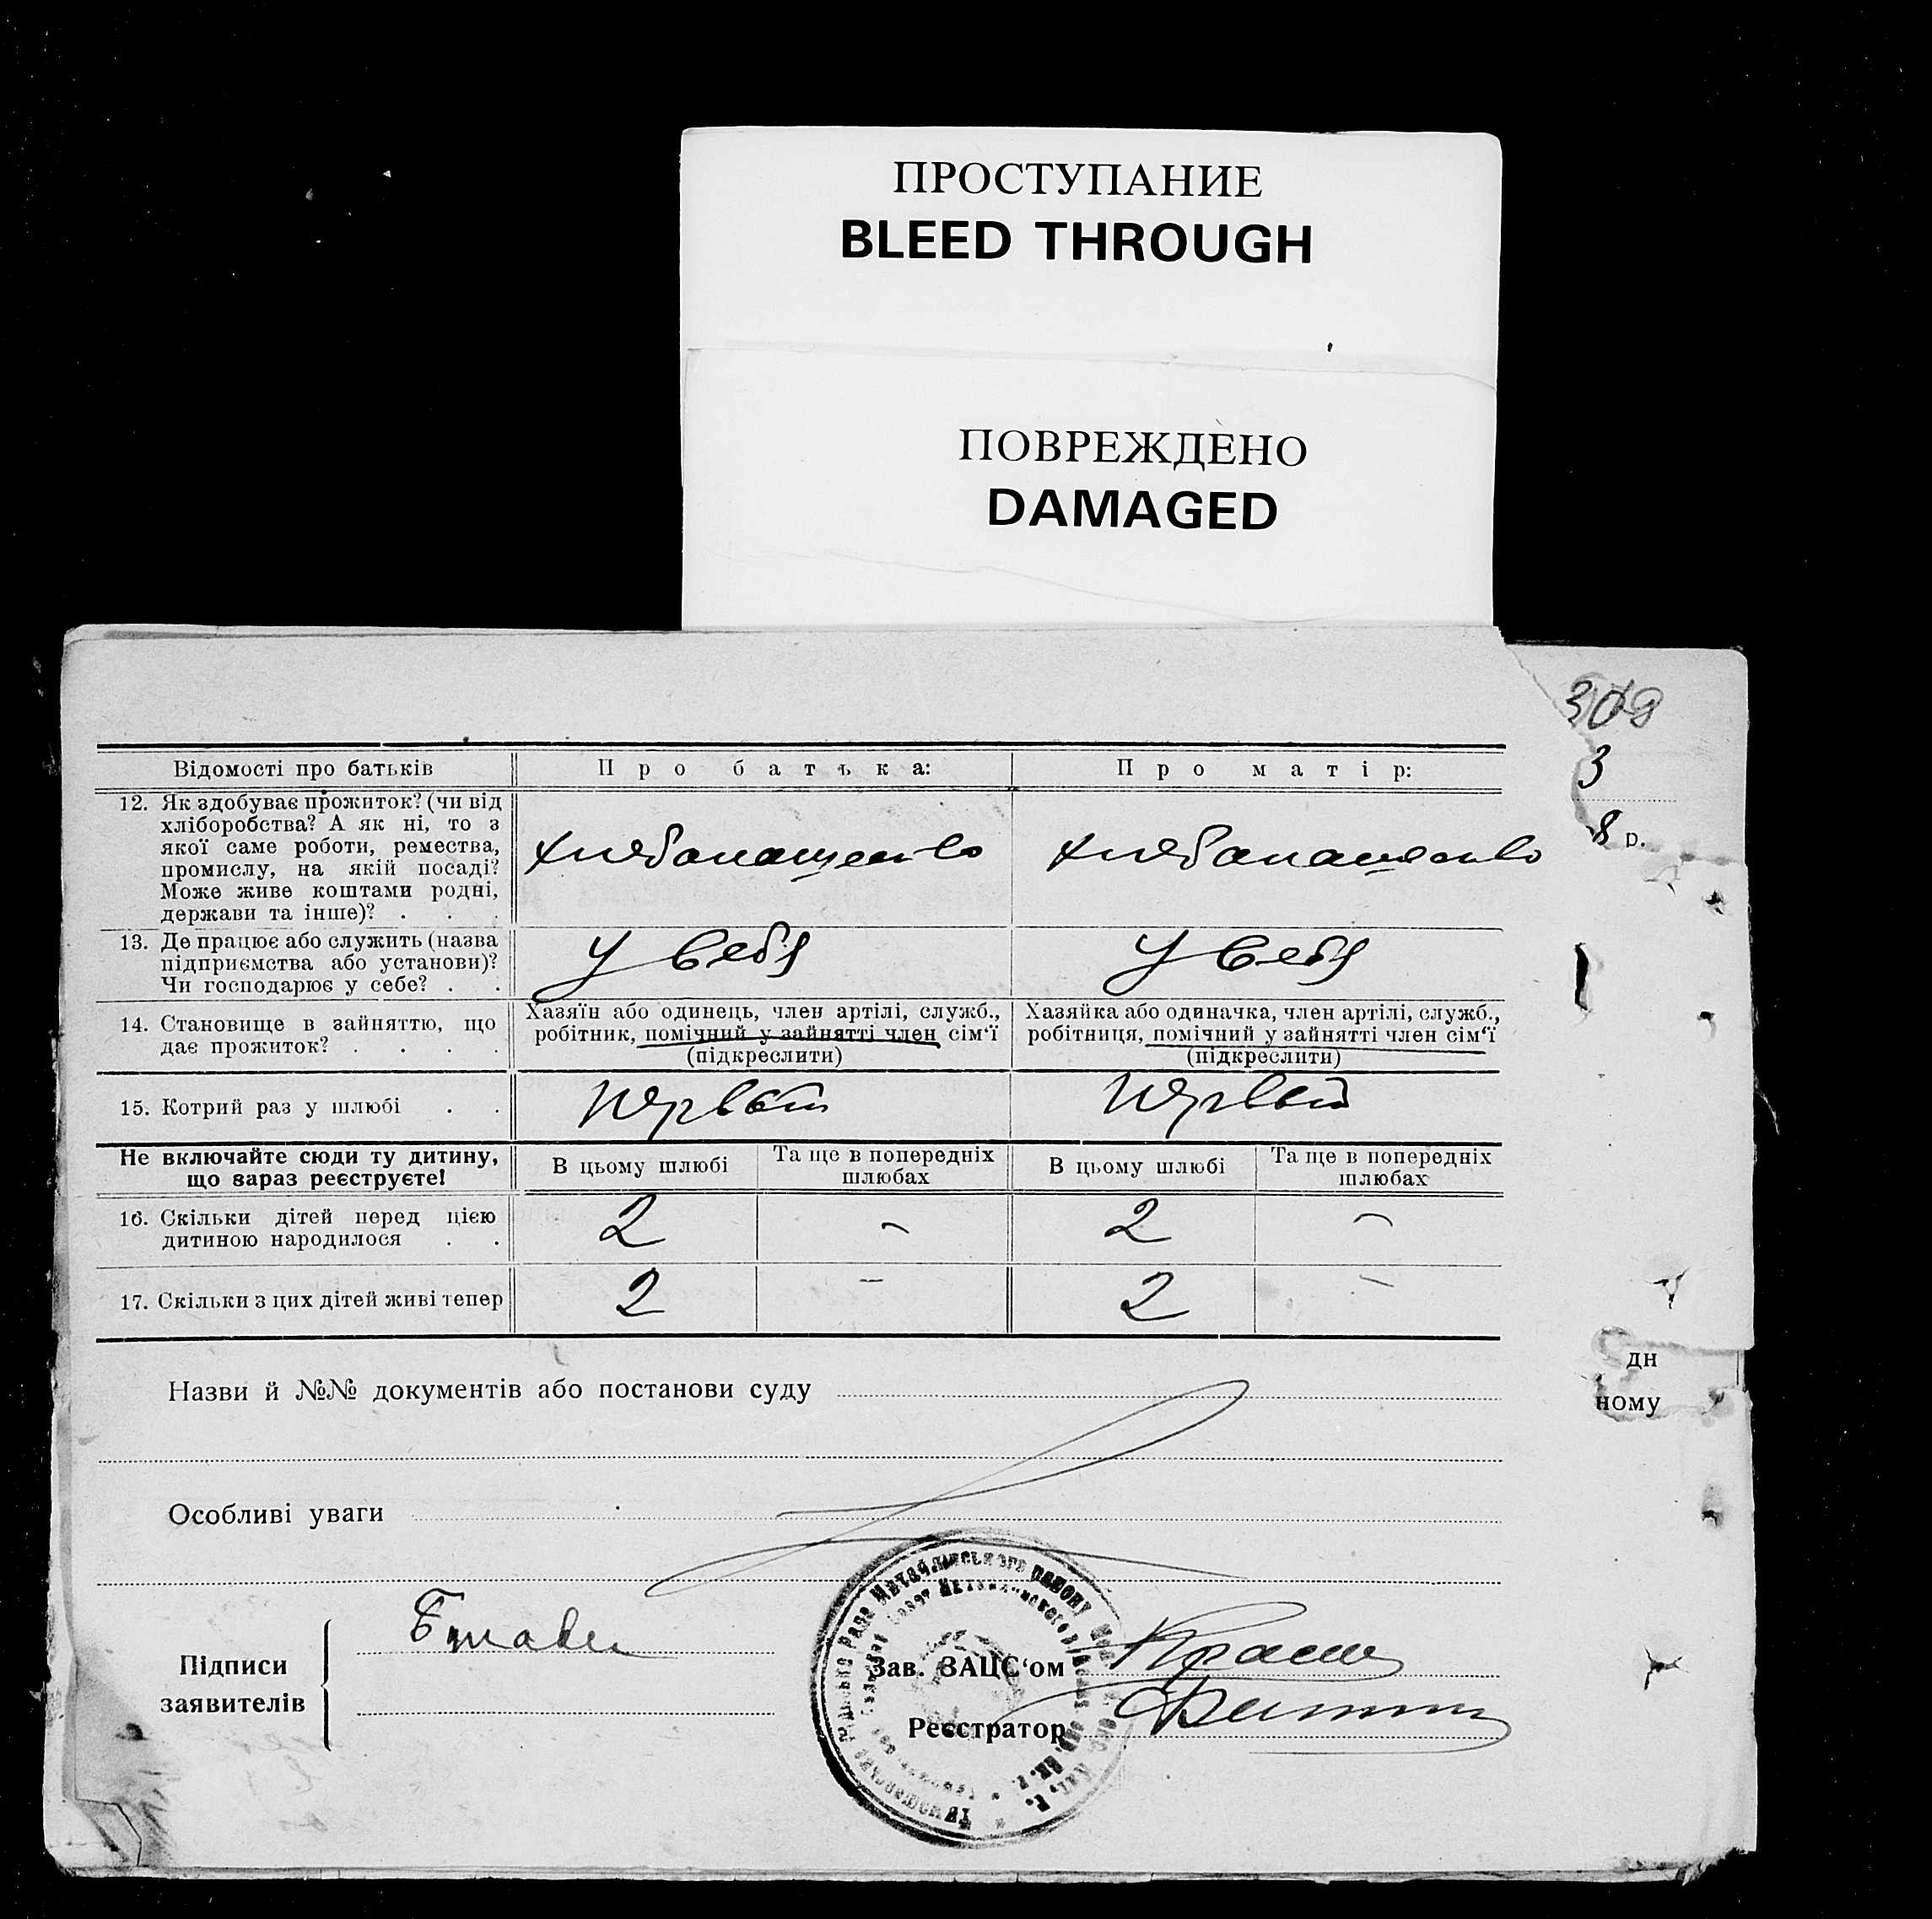 ПРОСТУПАНИЕ
BLEED THROUGH
ПОВРЕЖДЕНО
DAMAGED
309
3
8 р.
Відомості про батьків
Про батька:
Про матір:
12. Як здобуває прожиток? (чи від
хліборобства? А як ні, то з
якої саме роботи, ремества,
промислу, на якій посаді?
Може живе коштами родні,
держави та інше)? . . .
хлебопашество
хлебопашество
13. Де працює або служить (назва
підприємства або установи)?
Чи господарює у себе? . .
У себя
У себя
14. Становище в зайняттю, що
дає прожиток? . . . .
Хазяїн або одинець, член артілі, служб.,
робітник, помічний у зайнятті член сім'ї
(підкреслити)
Хазяйка або одиначка, член артілі, служб.,
робітниця, помічний у зайнятті член сім'ї
(підкреслити)
15. Котрий раз у шлюбі . .
Первый
Первый
Не включайте сюди ту дитину,
що зараз реєструєте!
В цьому шлюбі
Та ще в попередніх
шлюбах
В цьому шлюбі
Та ще в попередніх
шлюбах
16. Скільки дітей перед цією
дитиною народилося . .
2
-
2
-
17. Скільки з цих дітей живі тепер
2
-
2
-
дн
ному
Назви й №№ документів або постанови суду
Особливі уваги
Підписи
заявителів
Зав. ЗАЦС'ом
Реєстратор